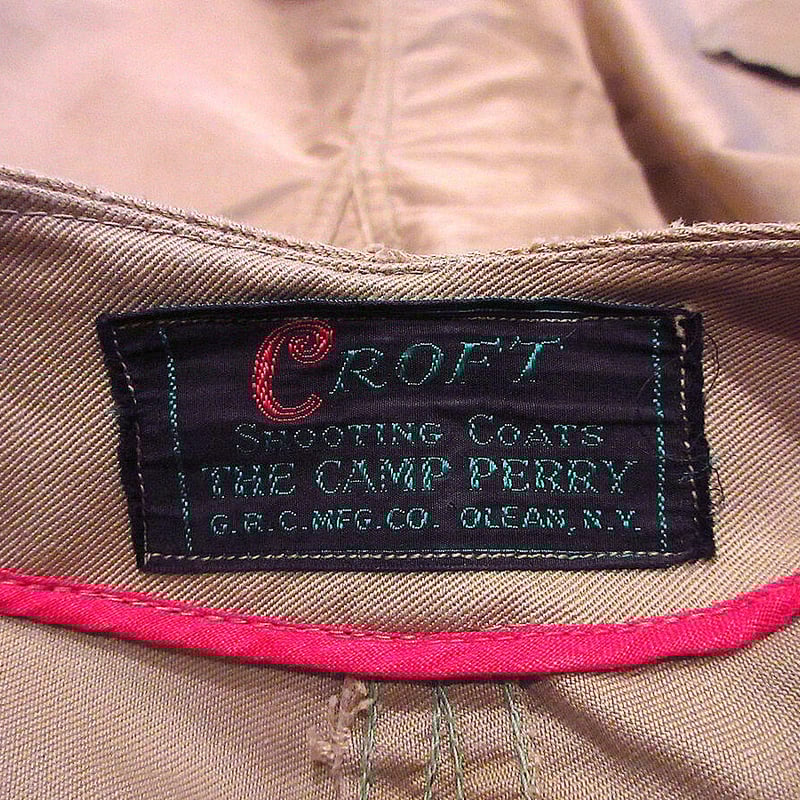 CROFT
SHOOTING COATS
THE CAMP PERRY
G.R.C. MFG. CO. OLEAN, N.Y.